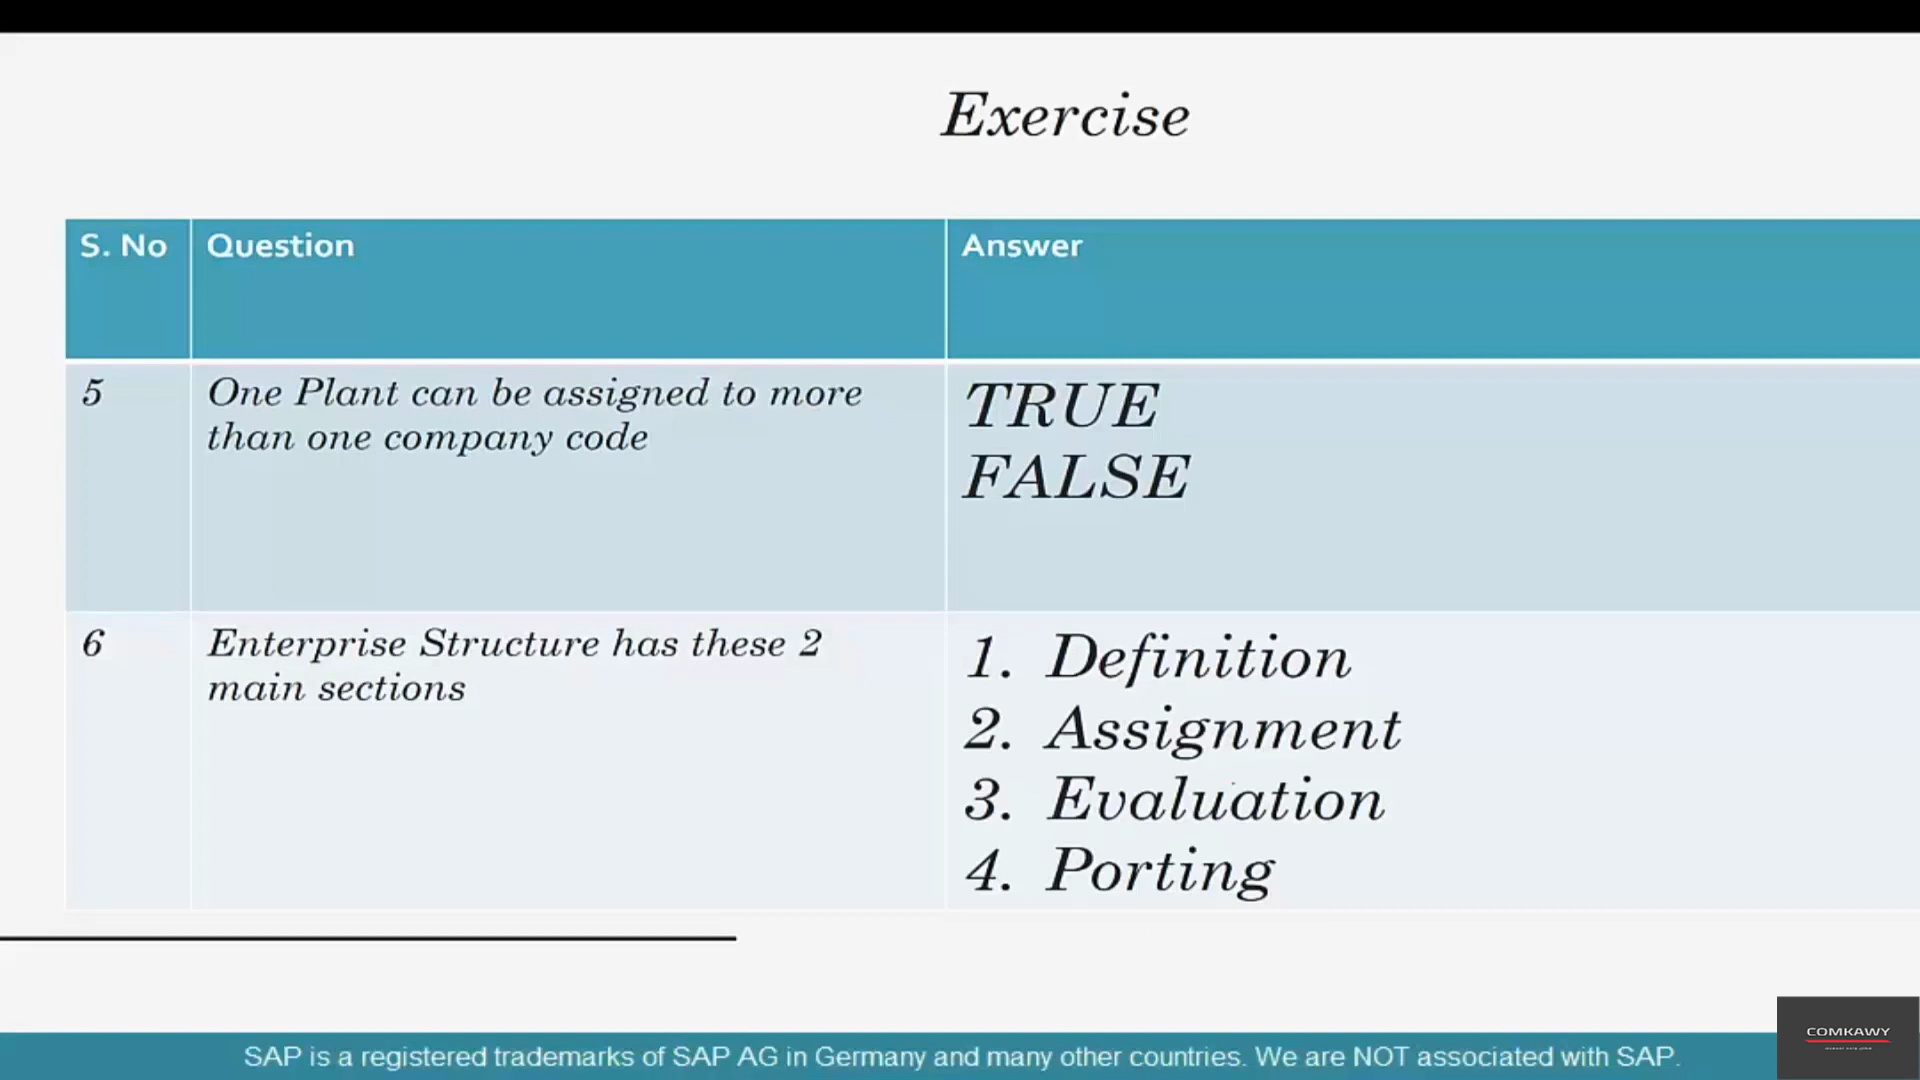 Exercise
S. No
Question
Answer
5
One Plant can be assigned to more
than one company code
TRUE
FALSE
6
Enterprise Structure has these 2
main sections
1. Definition
2. Assignment
3. Evaluation
4. Porting
SAP is a registered trademarks of SAP AG in Germany and many other countries. We are NOT associated with SAP.
COMKAWY